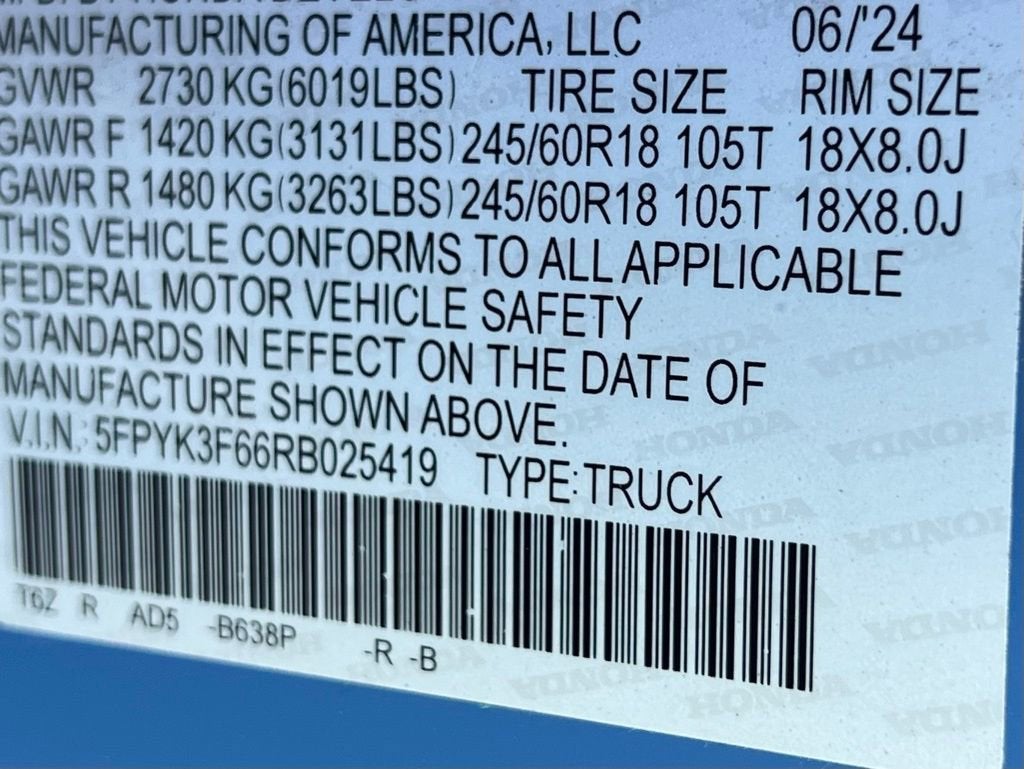 MANUFACTURING OF AMERICA, LLC 06/'24
GVWR 2730 KG(6019LBS) TIRE SIZE RIM SIZE
GAWR F 1420 KG(3131LBS) 245/60R18 105T 18X8.0J
GAWR R 1480 KG(3263LBS) 245/60R18 105T 18X8.0J
THIS VEHICLE CONFORMS TO ALL APPLICABLE
FEDERAL MOTOR VEHICLE SAFETY
STANDARDS IN EFFECT ON THE DATE OF
MANUFACTURE SHOWN ABOVE.
V.I.N.: 5FPYK3F66RB025419 TYPE:TRUCK
T6Z R AD5 -B638P -R -B